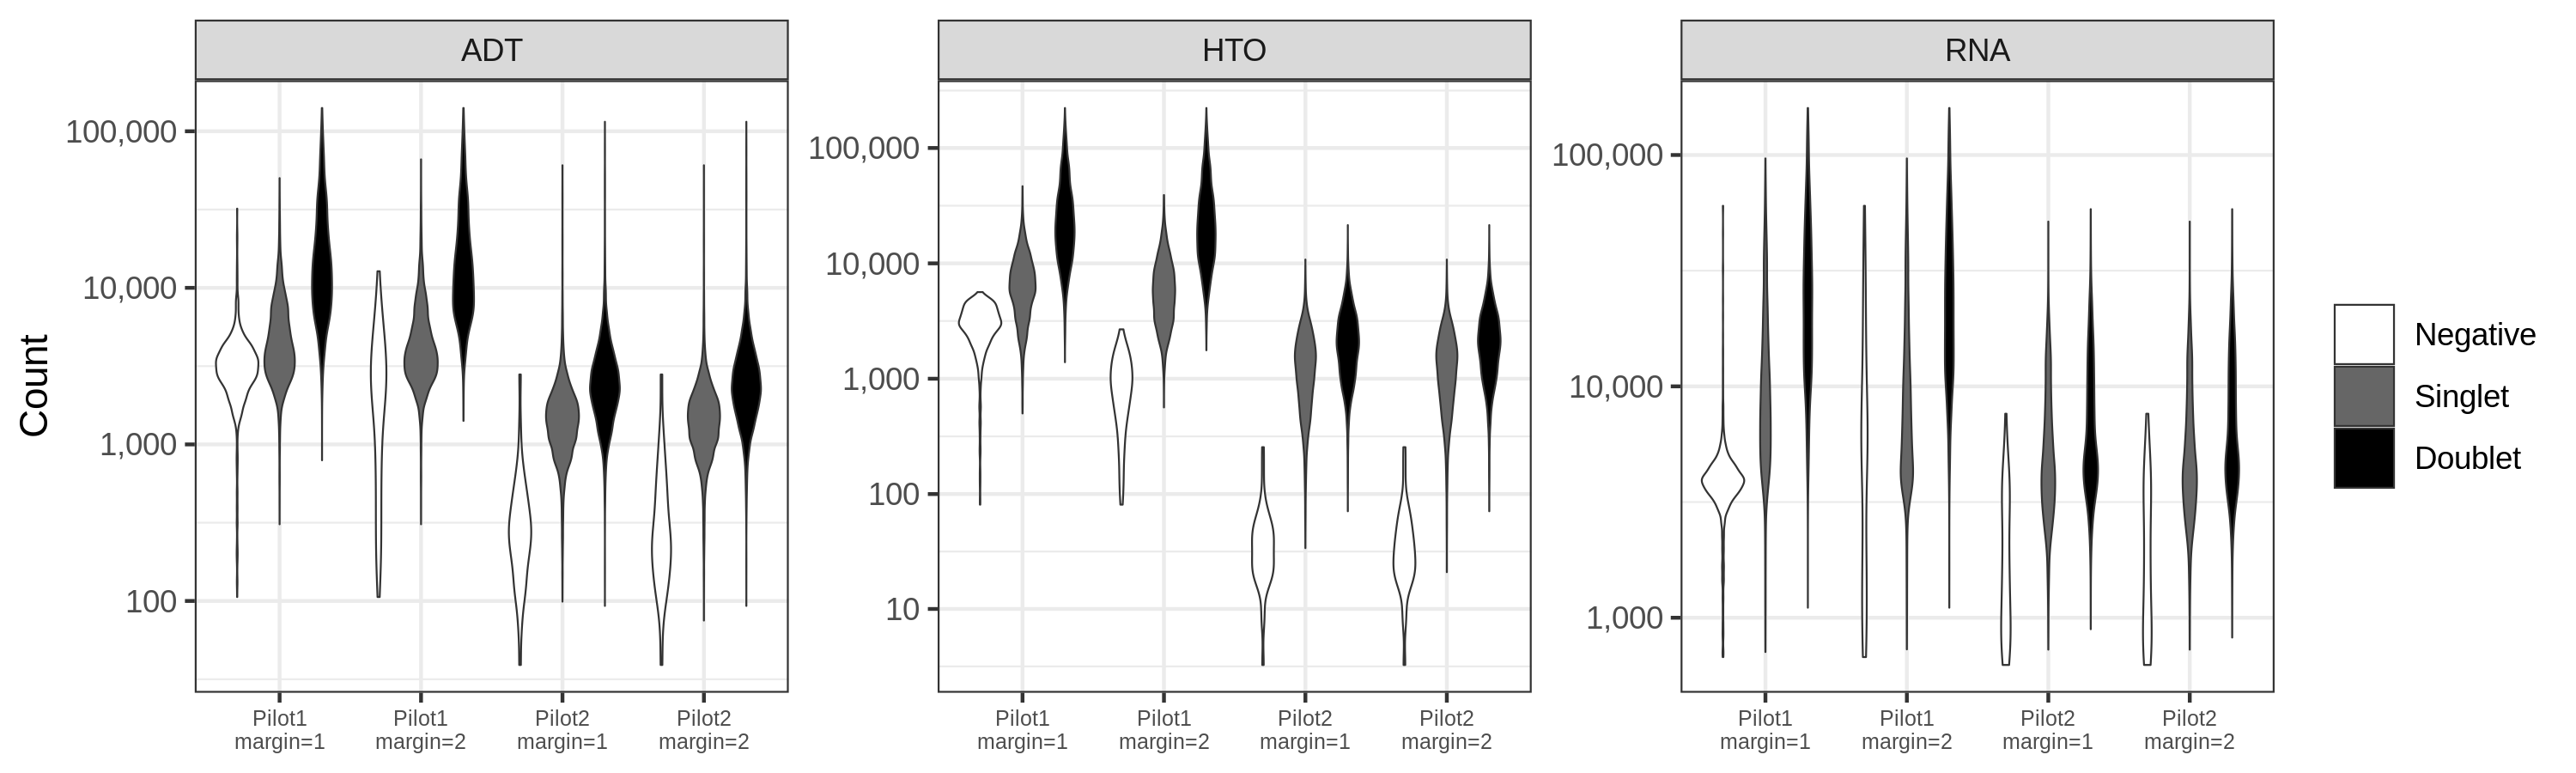 ADT
HTO
RNA
Count
100,000
10,000
1,000
100
100,000
10,000
1,000
100
10
100,000
10,000
1,000
Pilot1
margin=1
Pilot1
margin=2
Pilot2
margin=1
Pilot2
margin=2
Pilot1
margin=1
Pilot1
margin=2
Pilot2
margin=1
Pilot2
margin=2
Pilot1
margin=1
Pilot1
margin=2
Pilot2
margin=1
Pilot2
margin=2
Negative
Singlet
Doublet